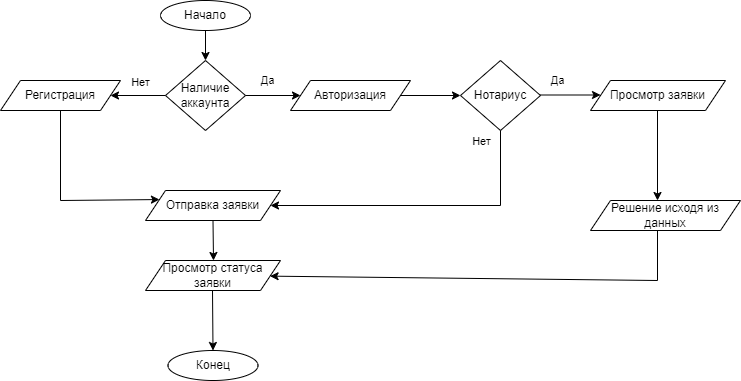 Начало
Нет
Наличие
аккаунта
Да
Регистрация
Авторизация
Нотариус
Да
Просмотр заявки
Нет
Отправка заявки
Решение исходя из
данных
Просмотр статуса
заявки
Конец